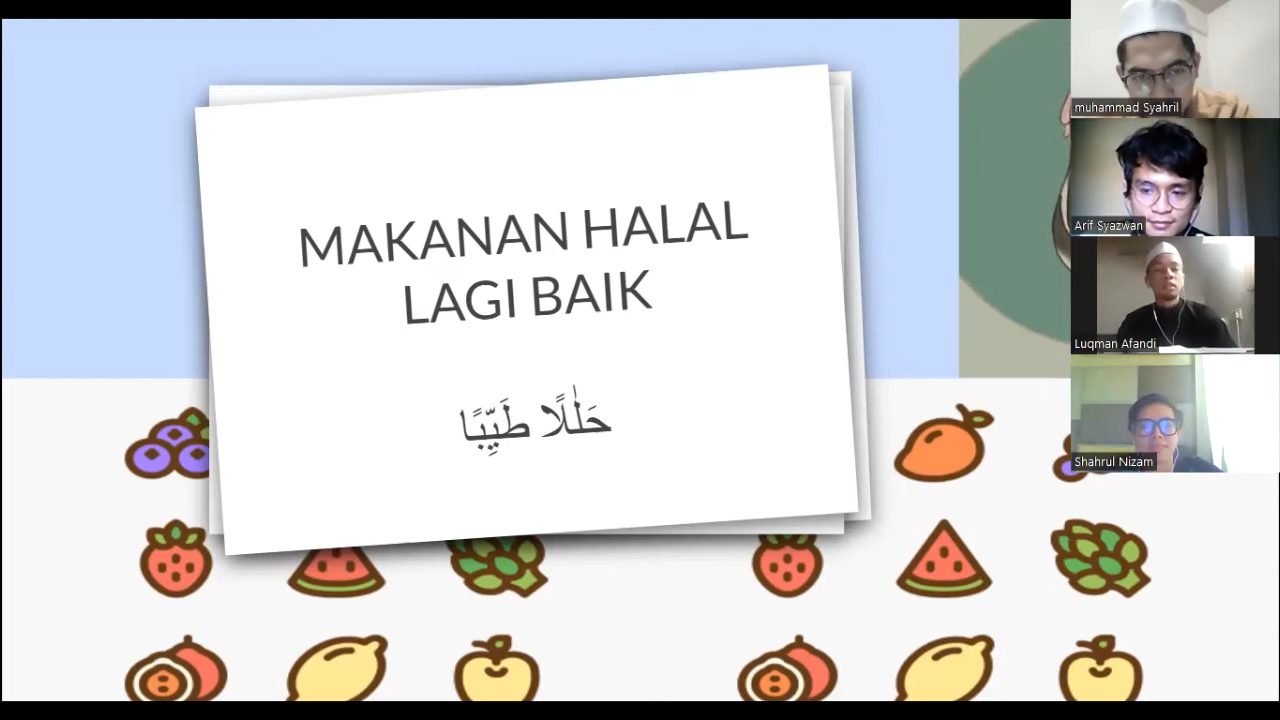 MAKANAN HALAL
LAGI BAIK
حَلٰلًا طَيِّبًا
muhammad Syahril
Arif Syazwan
Luqman Afandi
Shahrul Nizam